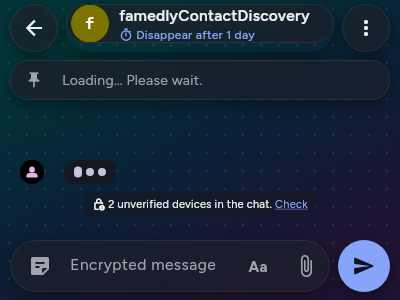 f
famedlyContactDiscovery
Disappear after 1 day
Loading... Please wait.
2 unverified devices in the chat. Check
Encrypted message
Aa